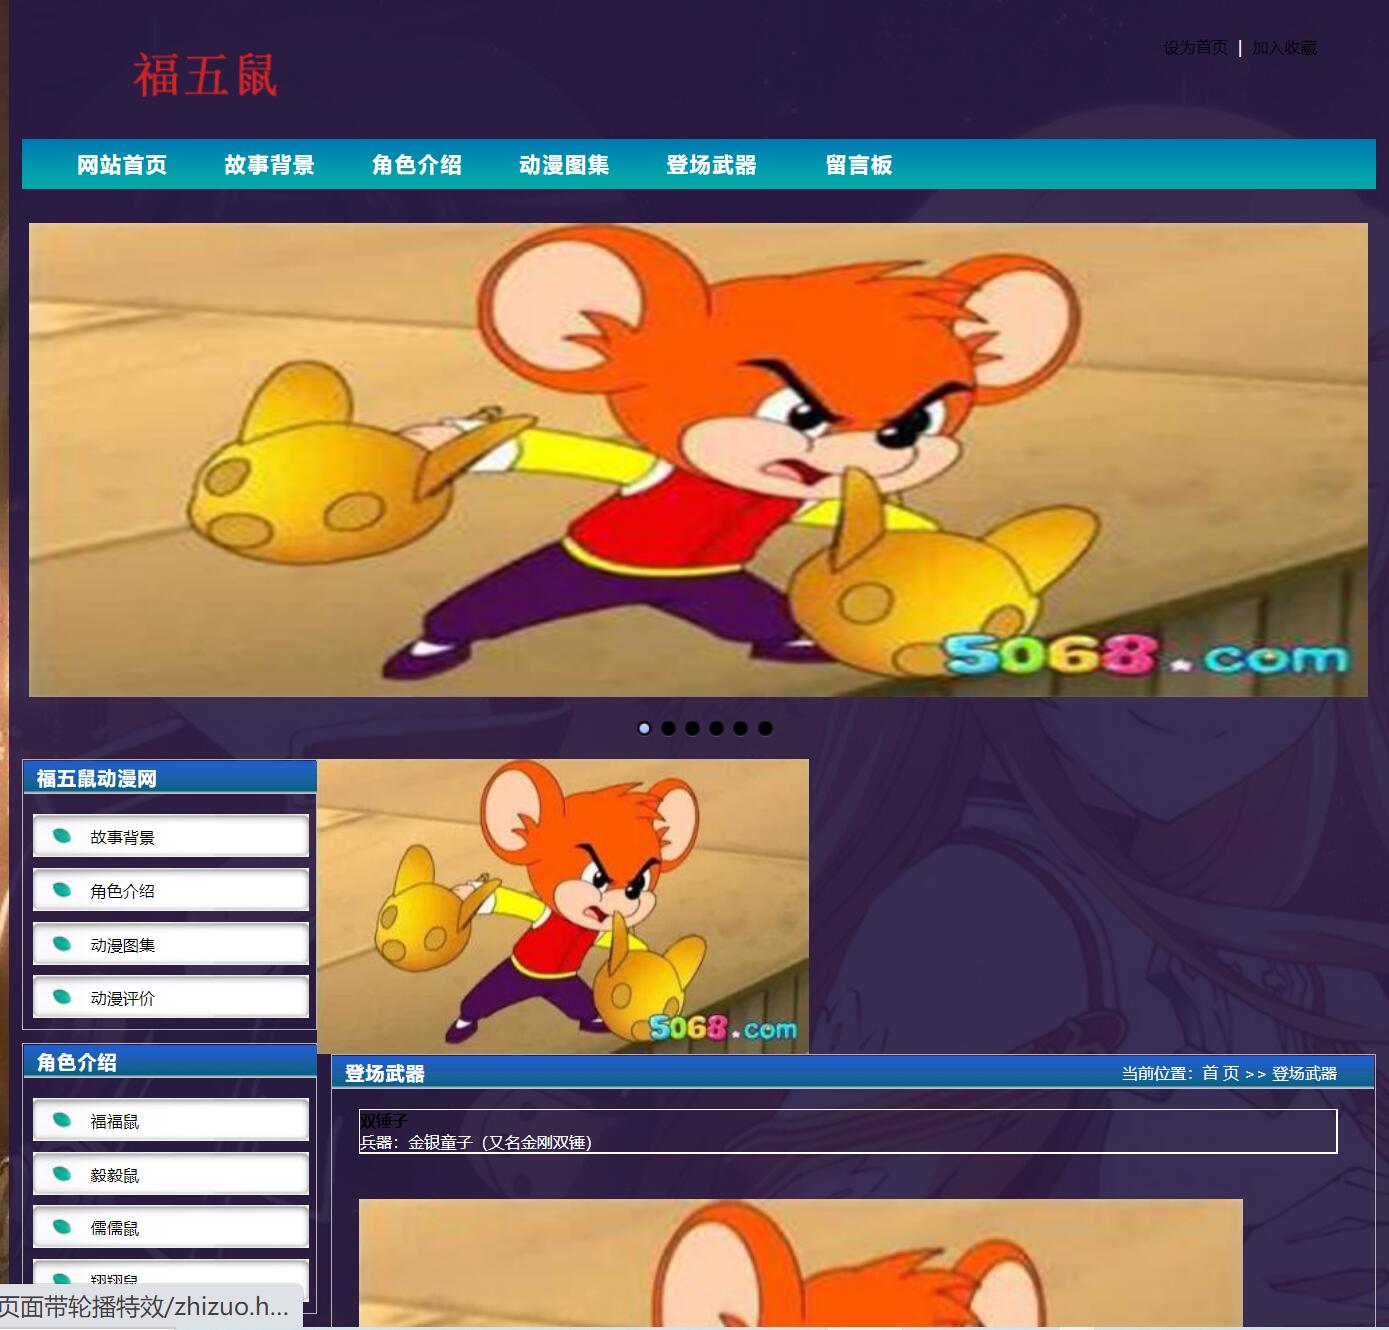 福五鼠
设为首页 | 加入收藏
网站首页 故事背景 角色介绍 动漫图集 登场武器 留言板
5068.com
福五鼠动漫网
故事背景
角色介绍
动漫图集
动漫评价
5068.com
角色介绍
福福鼠
毅毅鼠
儒儒鼠
翔翔鼠
登场武器
当前位置：首 页 >> 登场武器
双锤子
兵器：金银童子（又名金刚双锤）
页面带轮播特效/zhizuo.h...